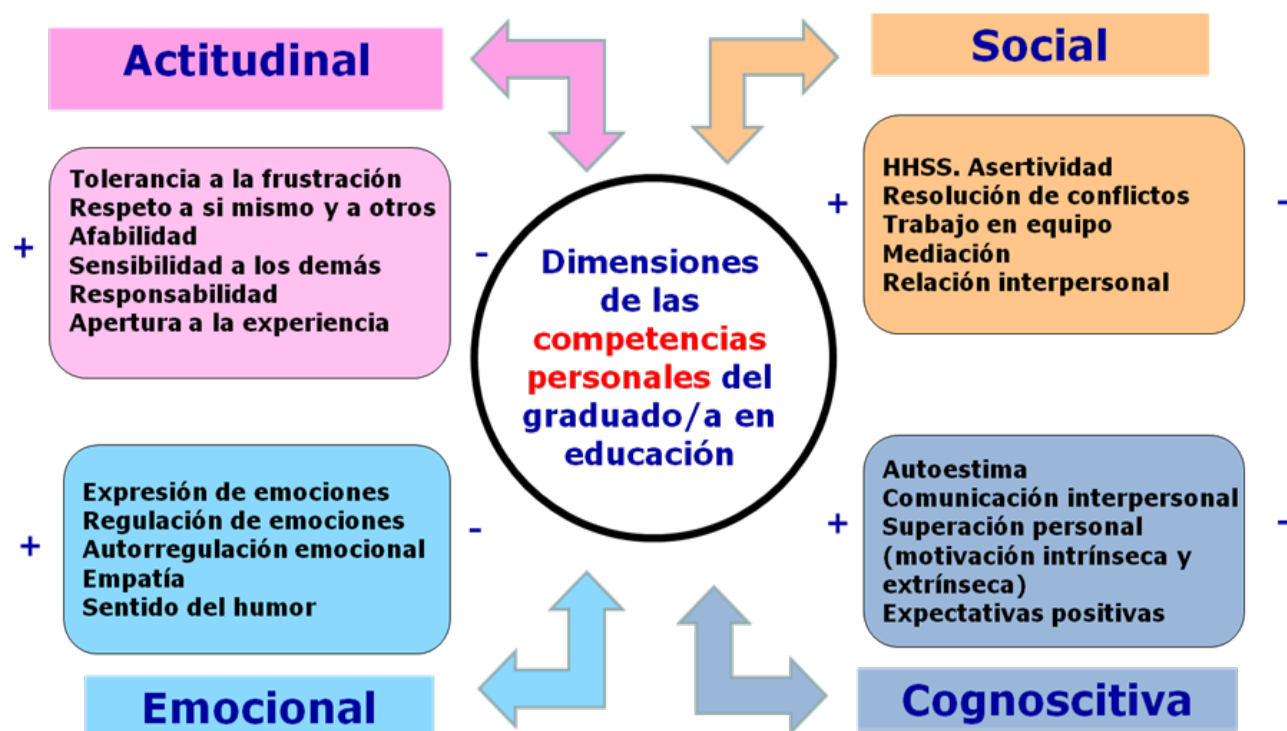 Actitudinal
Social
Tolerancia a la frustración
Respeto a si mismo y a otros
Afabilidad
Sensibilidad a los demás
Responsabilidad
Apertura a la experiencia
+
-
HHSS. Asertividad
Resolución de conflictos
Trabajo en equipo
Mediación
Relación interpersonal
+
-
Dimensiones
de las
competencias
personales del
graduado/a en
educación
Expresión de emociones
Regulación de emociones
Autorregulación emocional
Empatía
Sentido del humor
+
-
Autoestima
Comunicación interpersonal
Superación personal
(motivación intrínseca y
extrínseca)
Expectativas positivas
+
-
Emocional
Cognoscitiva